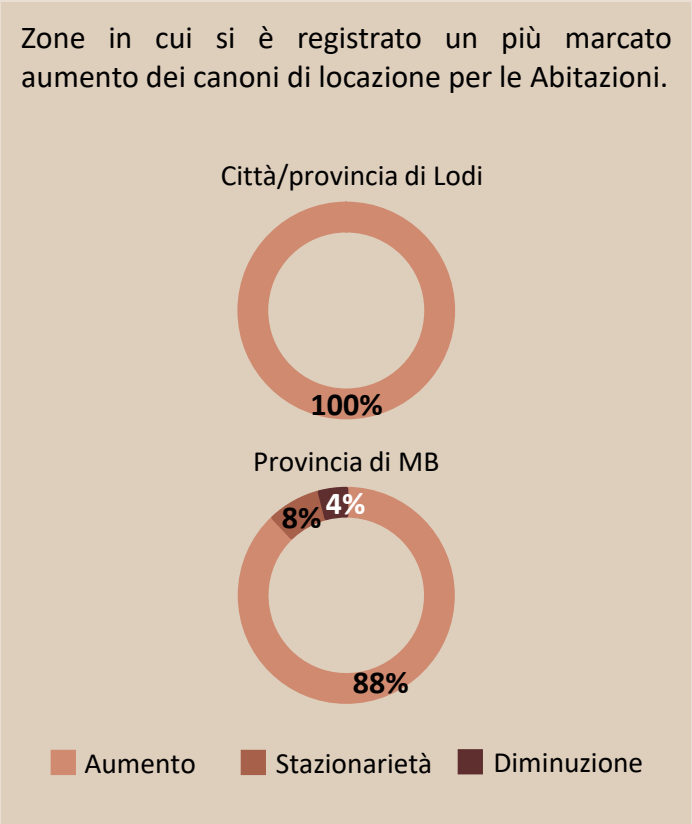 Zone in cui si è registrato un più marcato
aumento dei canoni di locazione per le Abitazioni.
Città/provincia di Lodi
100%
Provincia di MB
8% 4%
88%
Aumento Stazionarietà Diminuzione